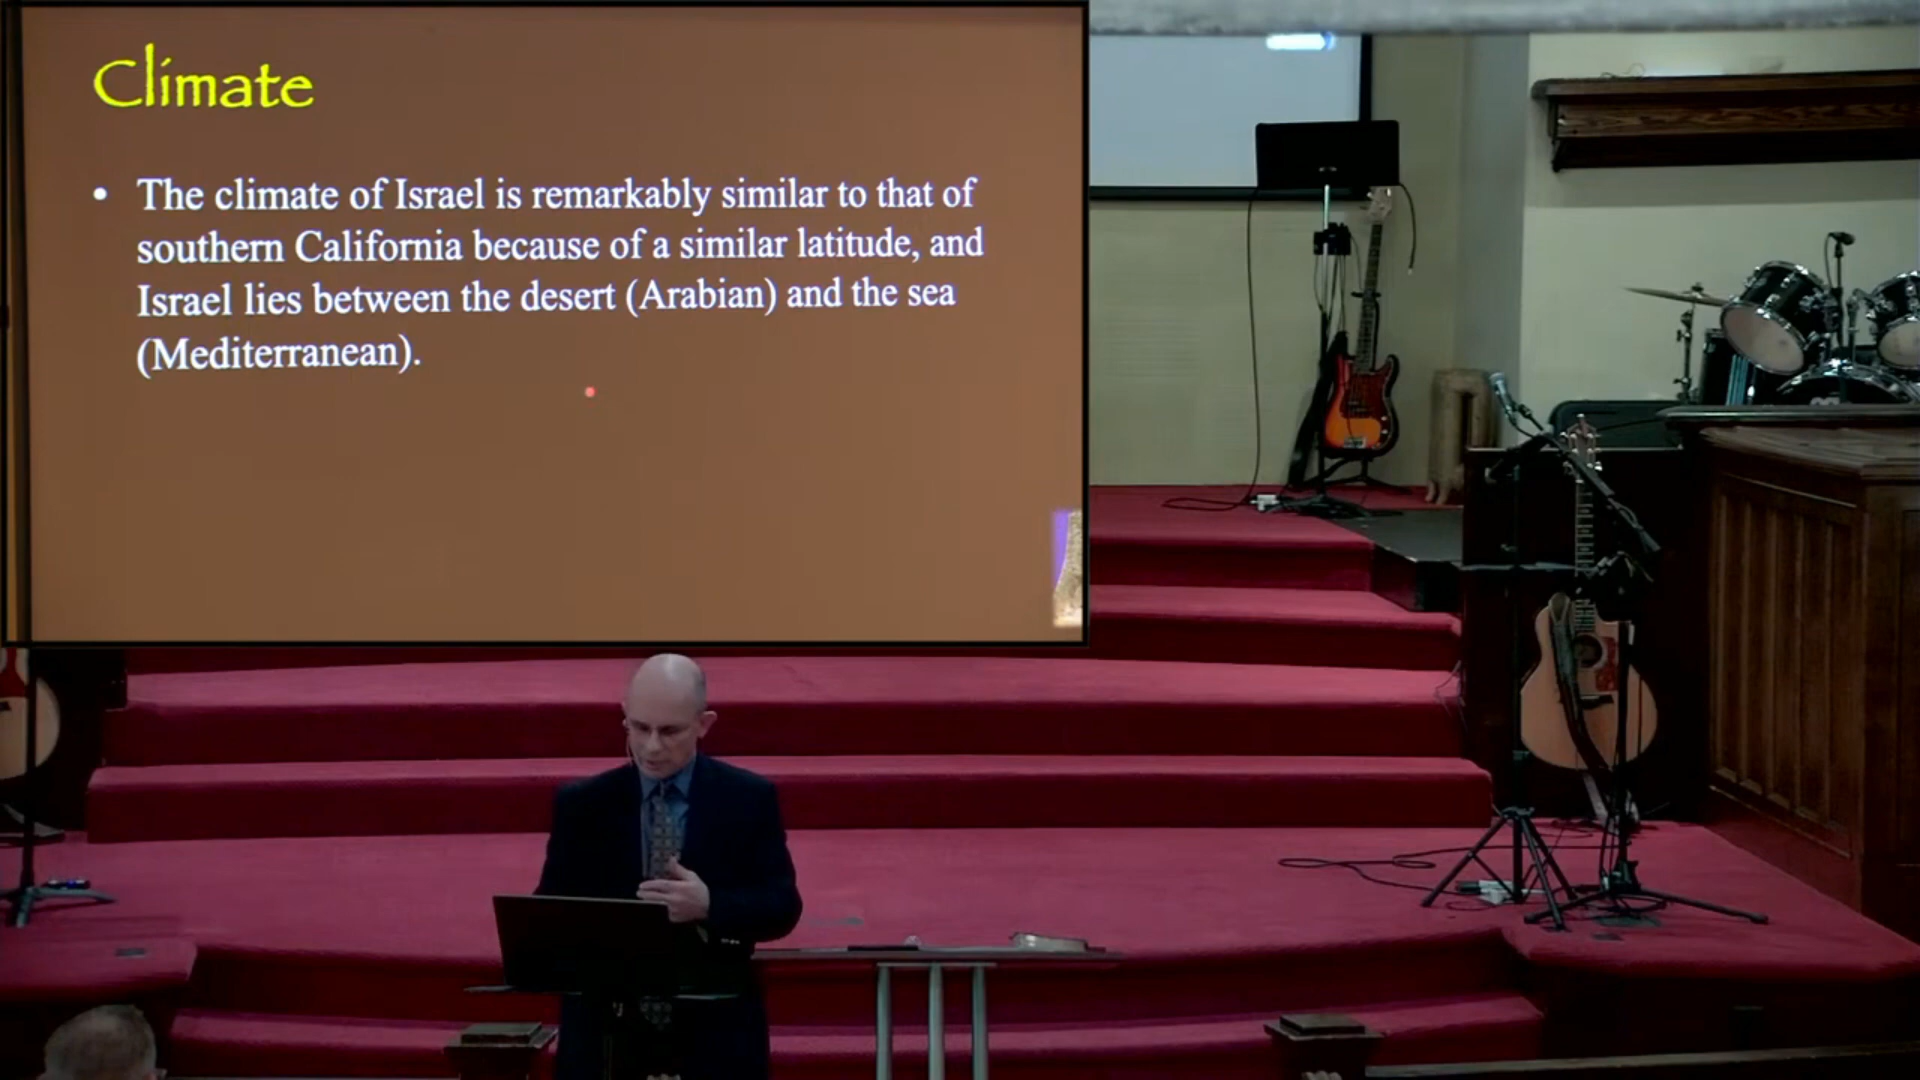 Climate
• The climate of Israel is remarkably similar to that of
southern California because of a similar latitude, and
Israel lies between the desert (Arabian) and the sea
(Mediterranean).